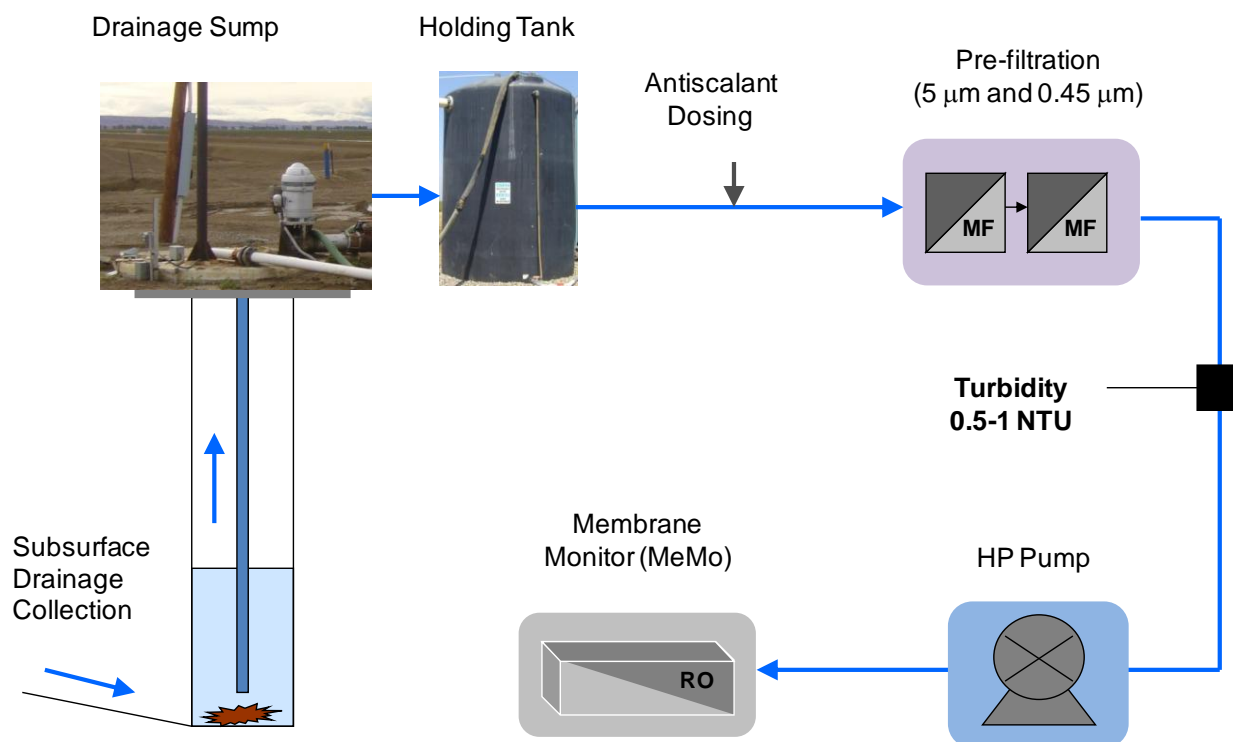 Drainage Sump
Holding Tank
Antiscalant
Dosing
Pre-filtration
(5 μm and 0.45 μm)
MF
MF
Turbidity
0.5-1 NTU
Subsurface
Drainage
Collection
Membrane
Monitor (MeMo)
RO
HP Pump